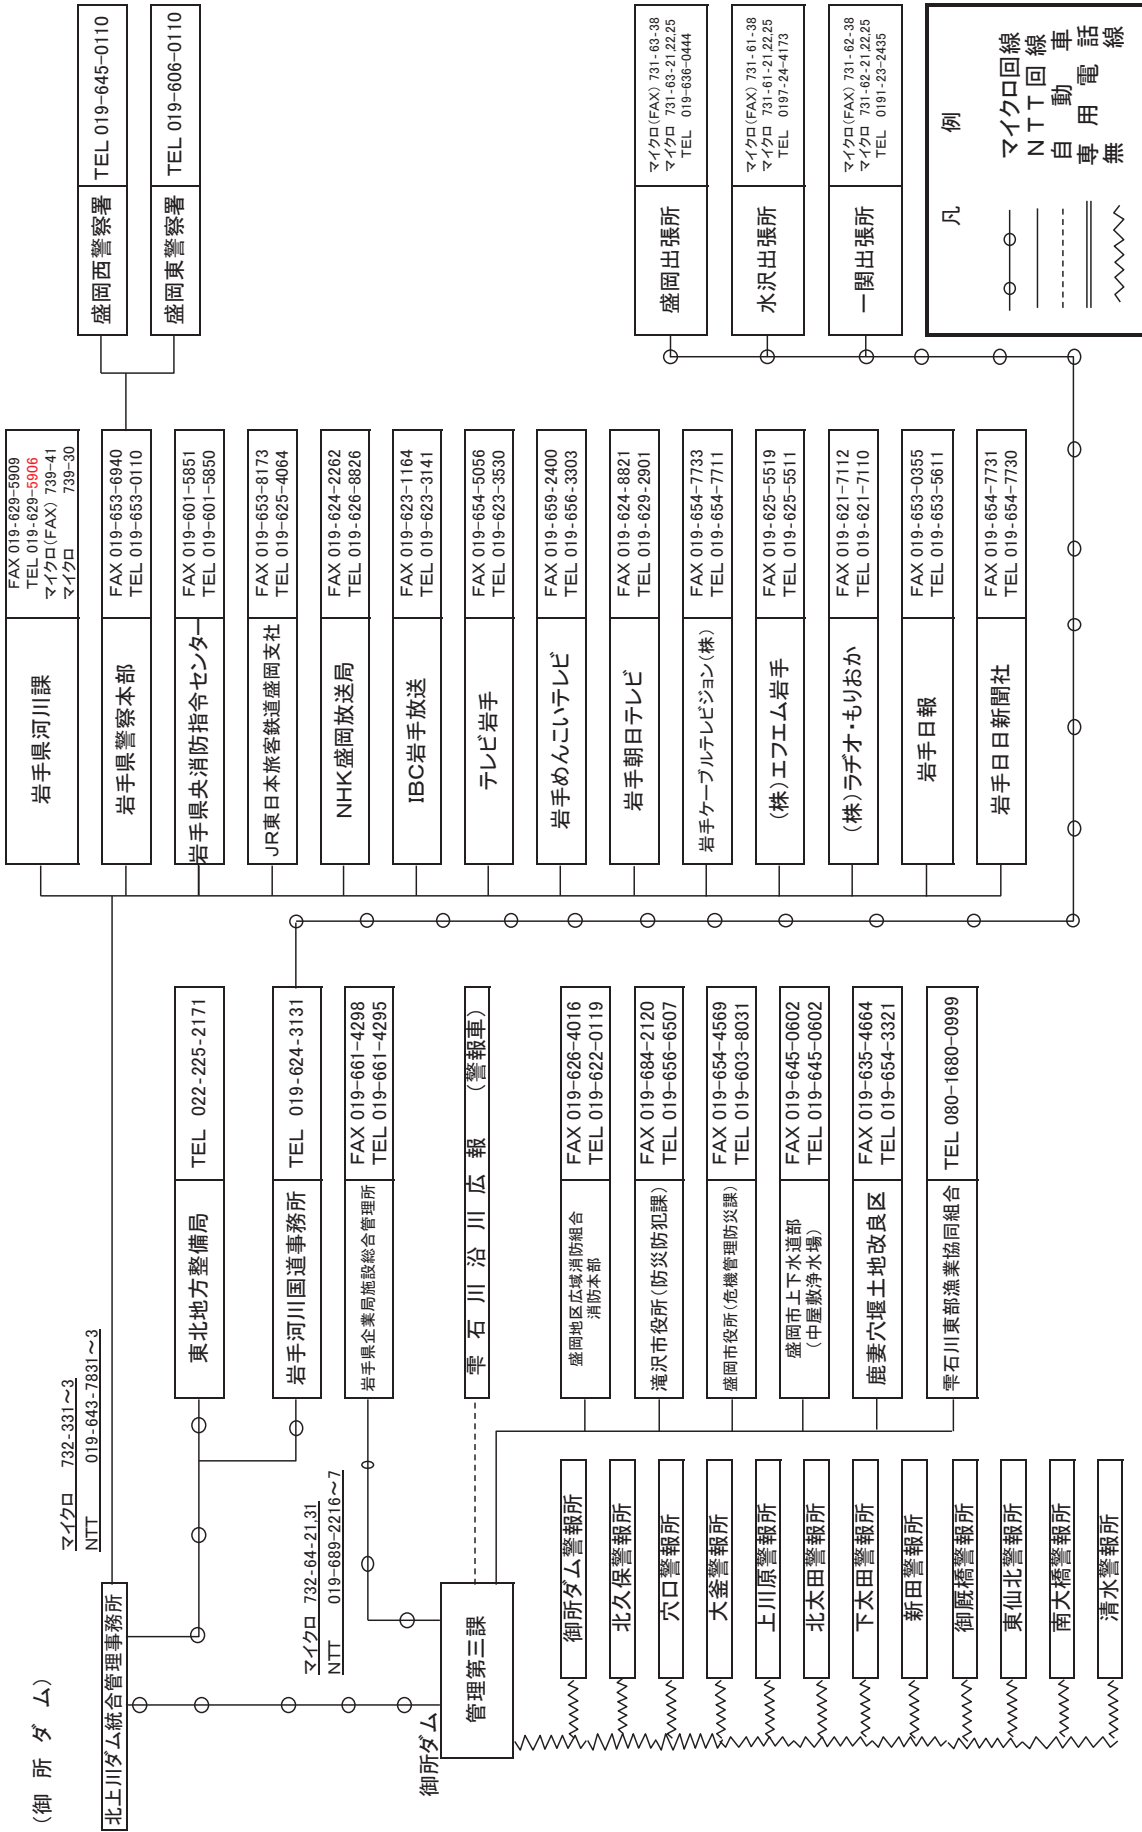 (御 所 ダ ム)
北上川ダム統合管理事務所
マイクロ 732-331～3
NTT 019-643-7831～3
御所ダム
管理第三課
マイクロ 732-64-21,31
NTT 019-689-2216～7
東北地方整備局
TEL 022-225-2171
岩手河川国道事務所
TEL 019-624-3131
岩手県企業局施設総合管理所
FAX 019-661-4298
TEL 019-661-4295
雫 石 川 沿 川 広 報 (警報車)
盛岡地区広域消防組合
消防本部
FAX 019-626-4016
TEL 019-622-0119
滝沢市役所(防災防犯課)
FAX 019-684-2120
TEL 019-656-6507
盛岡市役所(危機管理防災課)
FAX 019-654-4569
TEL 019-603-8031
盛岡市上下水道部
(中屋敷浄水場)
FAX 019-645-0602
TEL 019-645-0602
鹿妻穴堰土地改良区
FAX 019-635-4664
TEL 019-654-3321
雫石川東部漁業協同組合
TEL 080-1680-0999
御所ダム警報所
北久保警報所
穴口警報所
大釜警報所
上川原警報所
北太田警報所
下太田警報所
新田警報所
御厩橋警報所
東仙北警報所
南大橋警報所
清水警報所
岩手県河川課
FAX 019-629-5909
TEL 019-629-5906
マイクロ(FAX) 739-41
マイクロ 739-30
岩手県警察本部
FAX 019-653-6940
TEL 019-653-0110
岩手県央消防指令センター
FAX 019-601-5851
TEL 019-601-5850
JR東日本旅客鉄道盛岡支社
FAX 019-653-8173
TEL 019-625-4064
NHK盛岡放送局
FAX 019-624-2262
TEL 019-626-8826
IBC岩手放送
FAX 019-623-1164
TEL 019-623-3141
テレビ岩手
FAX 019-654-5056
TEL 019-623-3530
岩手めんこいテレビ
FAX 019-659-2400
TEL 019-656-3303
岩手朝日テレビ
FAX 019-624-8821
TEL 019-629-2901
岩手ケーブルテレビジョン(株)
FAX 019-654-7733
TEL 019-654-7711
(株)エフエム岩手
FAX 019-625-5519
TEL 019-625-5511
(株)ラヂオ・もりおか
FAX 019-621-7112
TEL 019-621-7110
岩手日報
FAX 019-653-0355
TEL 019-653-5611
岩手日日新聞社
FAX 019-654-7731
TEL 019-654-7730
盛岡西警察署
TEL 019-645-0110
盛岡東警察署
TEL 019-606-0110
盛岡出張所
マイクロ(FAX) 731-63-38
マイクロ 731-63-21,22,25
TEL 019-636-0444
水沢出張所
マイクロ(FAX) 731-61-38
マイクロ 731-61-21,22,25
TEL 0197-24-4173
一関出張所
マイクロ(FAX) 731-62-38
マイクロ 731-62-21,22,25
TEL 0191-23-2435
凡 例
マイクロ回線
NTT回線
自 動 車
専 用 電 話
無 線